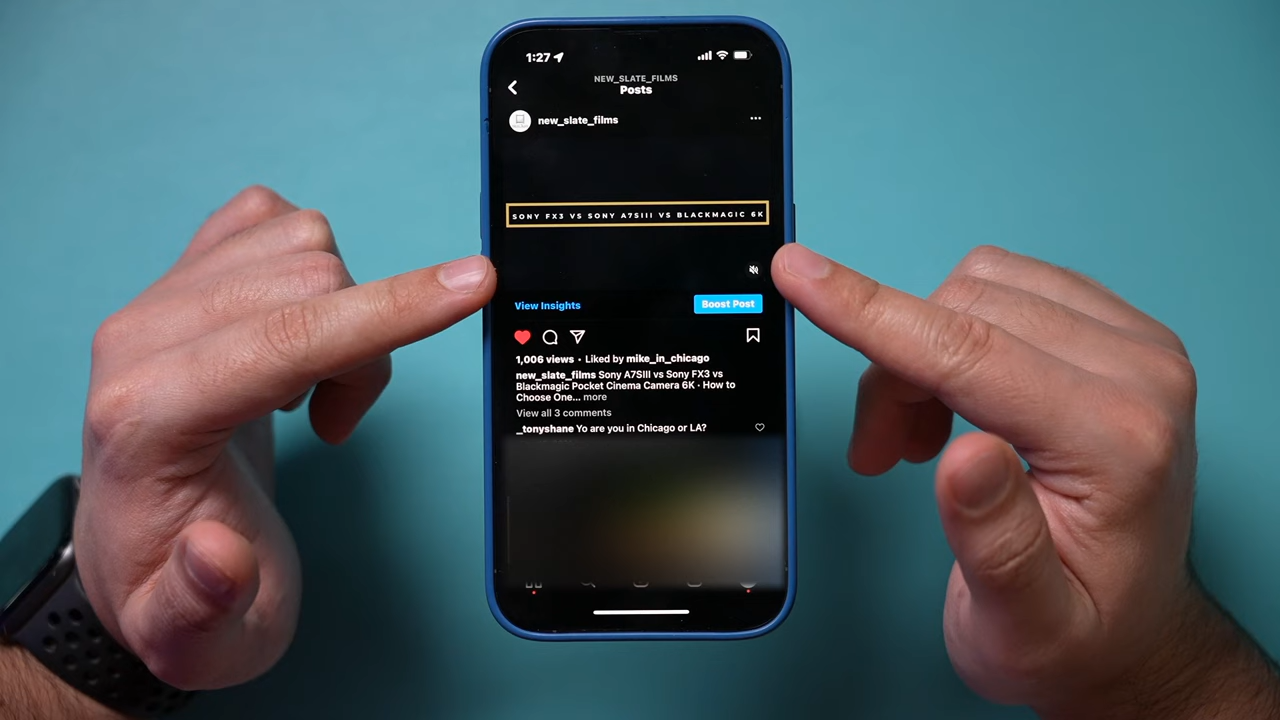 1:27
NEW_SLATE_FILMS
Posts
new_slate_films
SONY FX3 VS SONY A7SIII VS BLACKMAGIC 6K
View Insights
Boost Post
1,006 views · Liked by mike_in_chicago
new_slate_films Sony A7SIII vs Sony FX3 vs
Blackmagic Pocket Cinema Camera 6K - How to
Choose One... more
View all 3 comments
_tonyshane Yo are you in Chicago or LA?